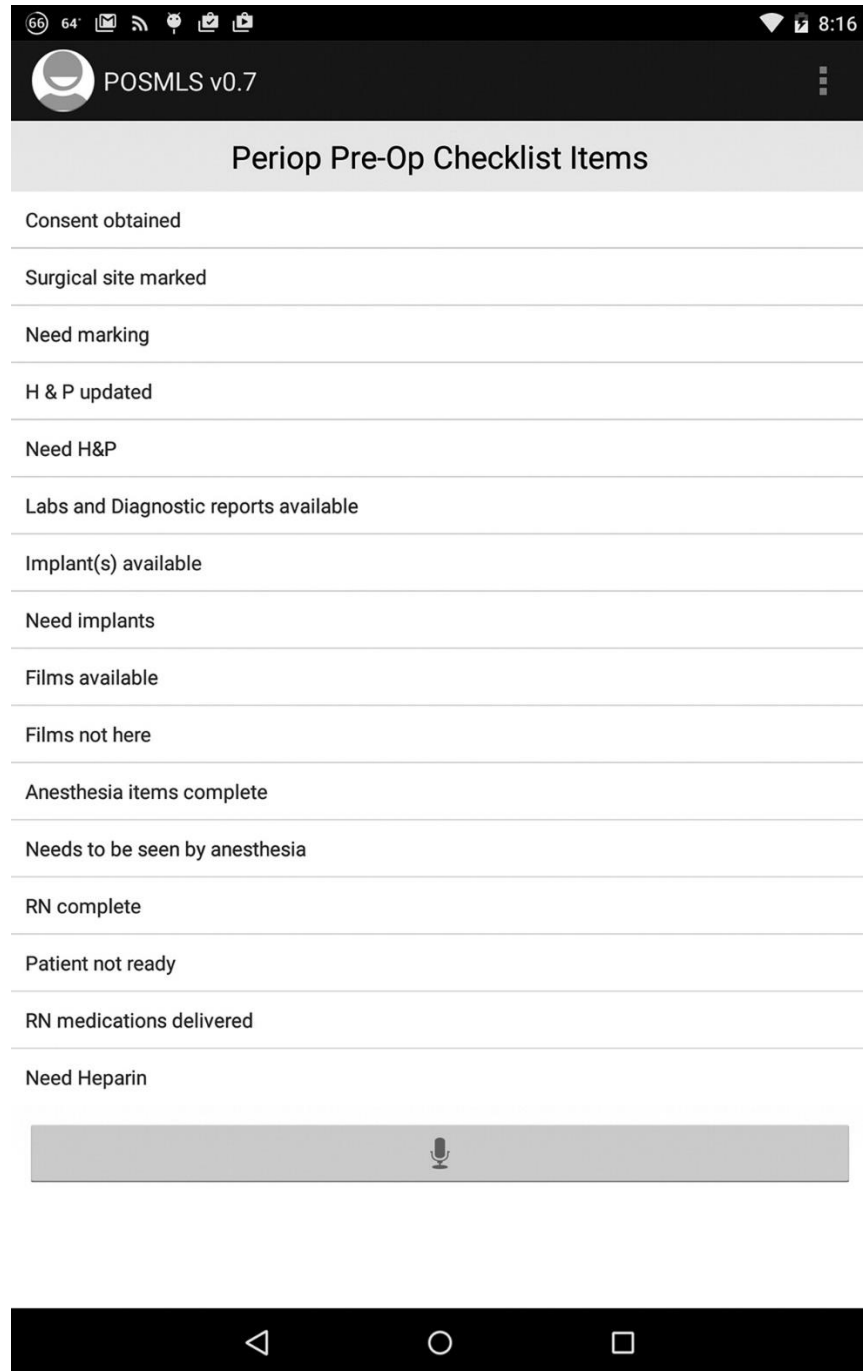 66 64° 8:16
POSMLS v0.7
Periop Pre-Op Checklist Items
Consent obtained
Surgical site marked
Need marking
H & P updated
Need H&P
Labs and Diagnostic reports available
Implant(s) available
Need implants
Films available
Films not here
Anesthesia items complete
Needs to be seen by anesthesia
RN complete
Patient not ready
RN medications delivered
Need Heparin